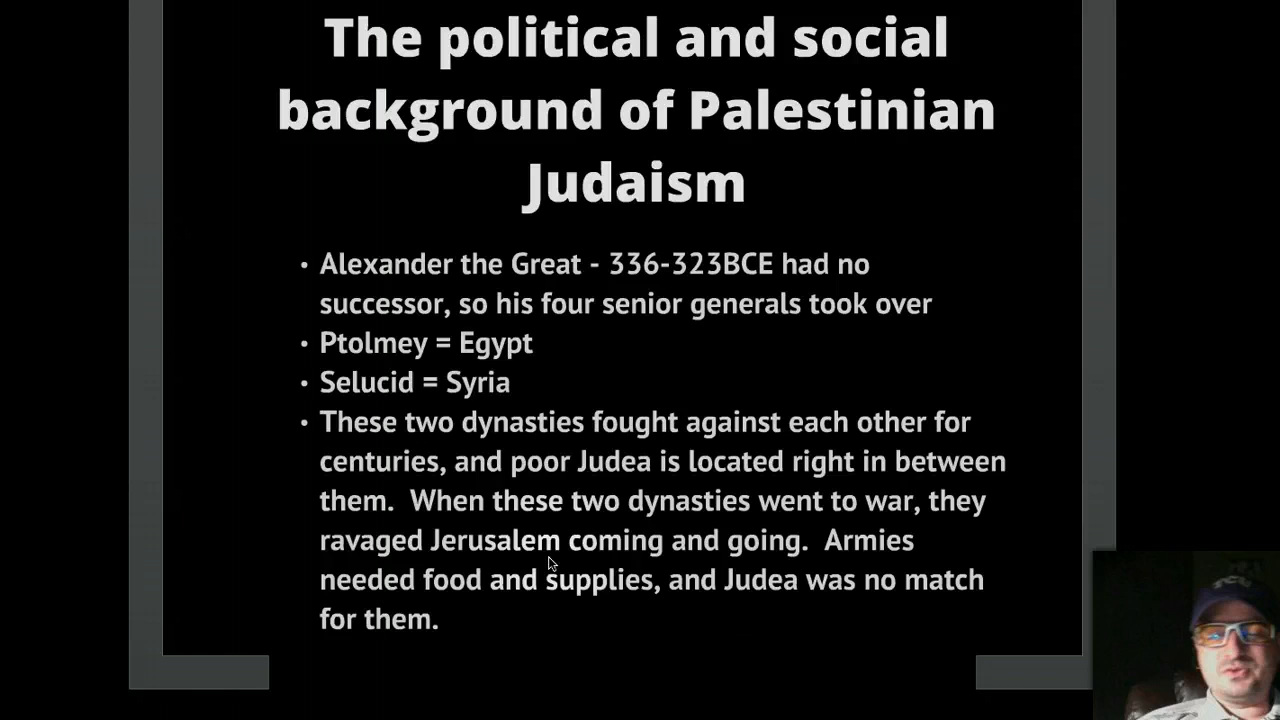 The political and social
background of Palestinian
Judaism
• Alexander the Great - 336-323BCE had no
successor, so his four senior generals took over
• Ptolmey = Egypt
• Selucid = Syria
• These two dynasties fought against each other for
centuries, and poor Judea is located right in between
them.  When these two dynasties went to war, they
ravaged Jerusalem coming and going.  Armies
needed food and supplies, and Judea was no match
for them.